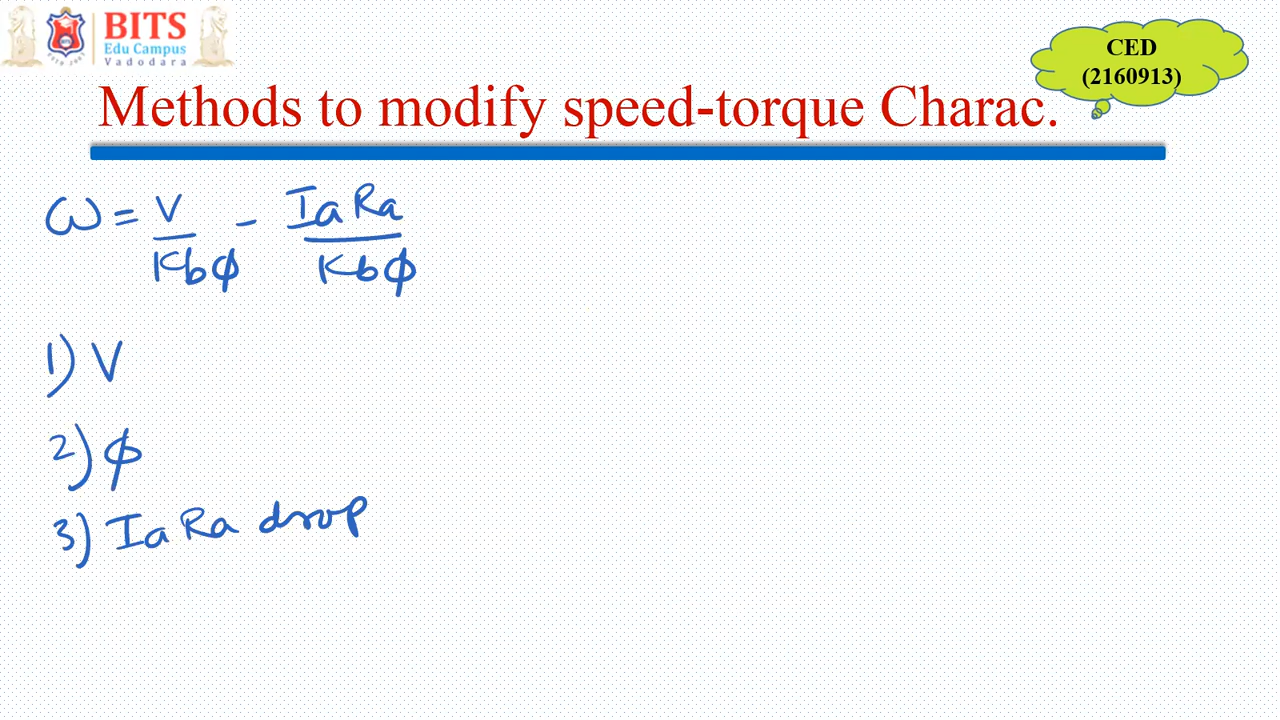 BITS
Edu Campus
Vadodara
CED
(2160913)
Methods to modify speed-torque Charac.
ω = V/Kbφ - IaRa/Kbφ
1) V
2) φ
3) IaRa drop